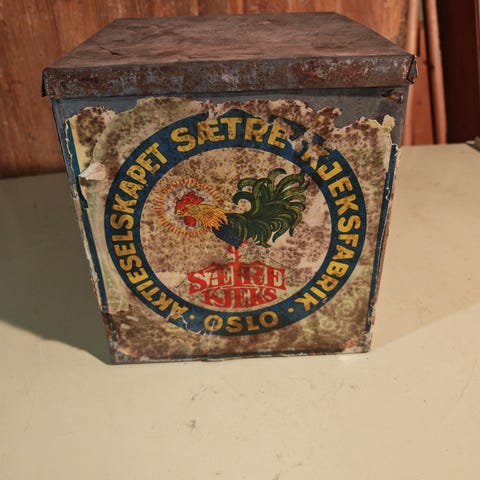 AKTIESELSKAPET SÆTRE KJEKSFABRIK
· OSLO ·
SÆTRE
KJEKS